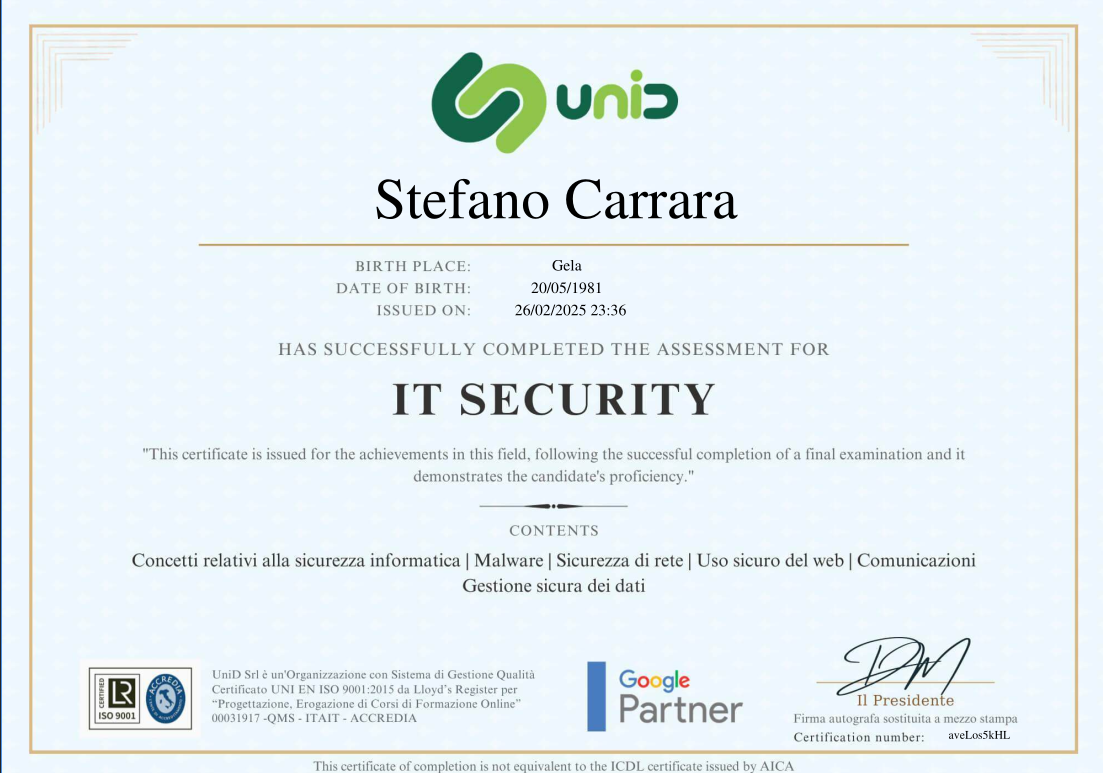 unid
Stefano Carrara
BIRTH PLACE: Gela
DATE OF BIRTH: 20/05/1981
ISSUED ON: 26/02/2025 23:36
HAS SUCCESSFULLY COMPLETED THE ASSESSMENT FOR
IT SECURITY
"This certificate is issued for the achievements in this field, following the successful completion of a final examination and it
demonstrates the candidate's proficiency."
CONTENTS
Concetti relativi alla sicurezza informatica | Malware | Sicurezza di rete | Uso sicuro del web | Comunicazioni
Gestione sicura dei dati
CERTIFIED
LR
ISO 9001
ACCREDIA
UniD Srl è un'Organizzazione con Sistema di Gestione Qualità
Certificato UNI EN ISO 9001:2015 da Lloyd’s Register per
“Progettazione, Erogazione di Corsi di Formazione Online”
00031917 -QMS - ITAIT - ACCREDIA
Google
Partner
DM
Il Presidente
Firma autografa sostituita a mezzo stampa
Certification number: aveLos5kHL
This certificate of completion is not equivalent to the ICDL certificate issued by AICA